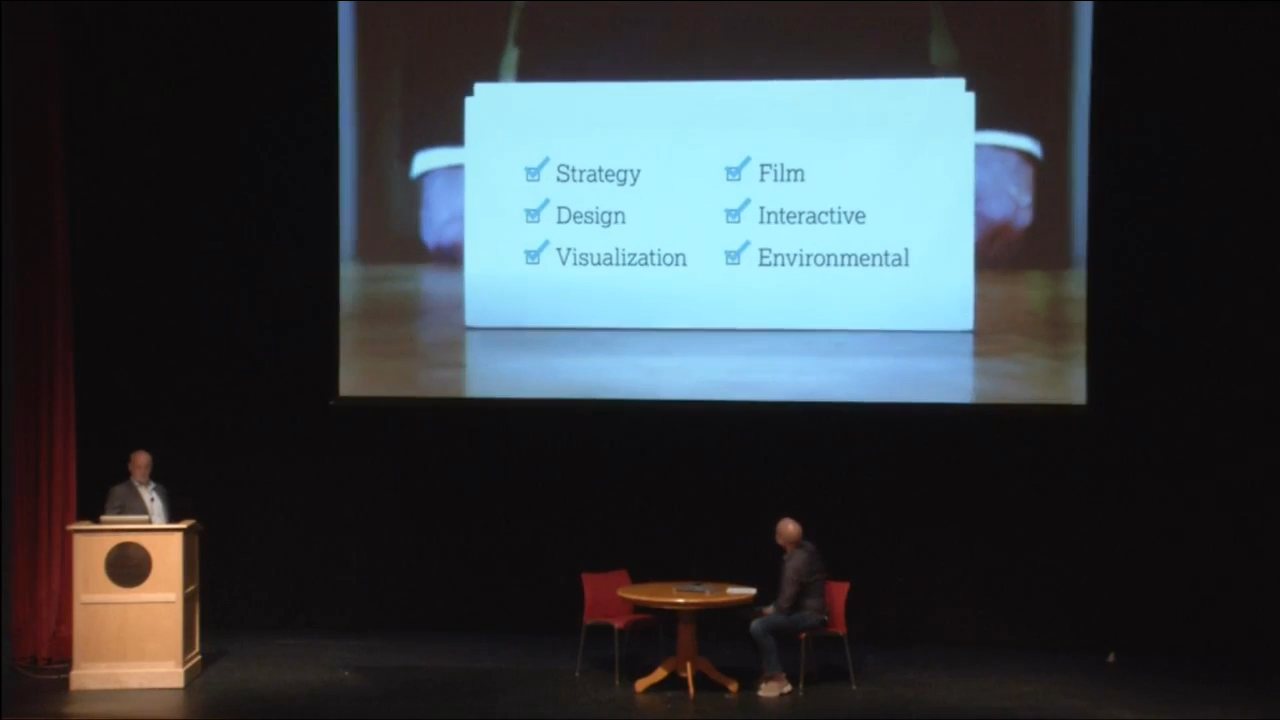 Strategy
Design
Visualization
Film
Interactive
Environmental